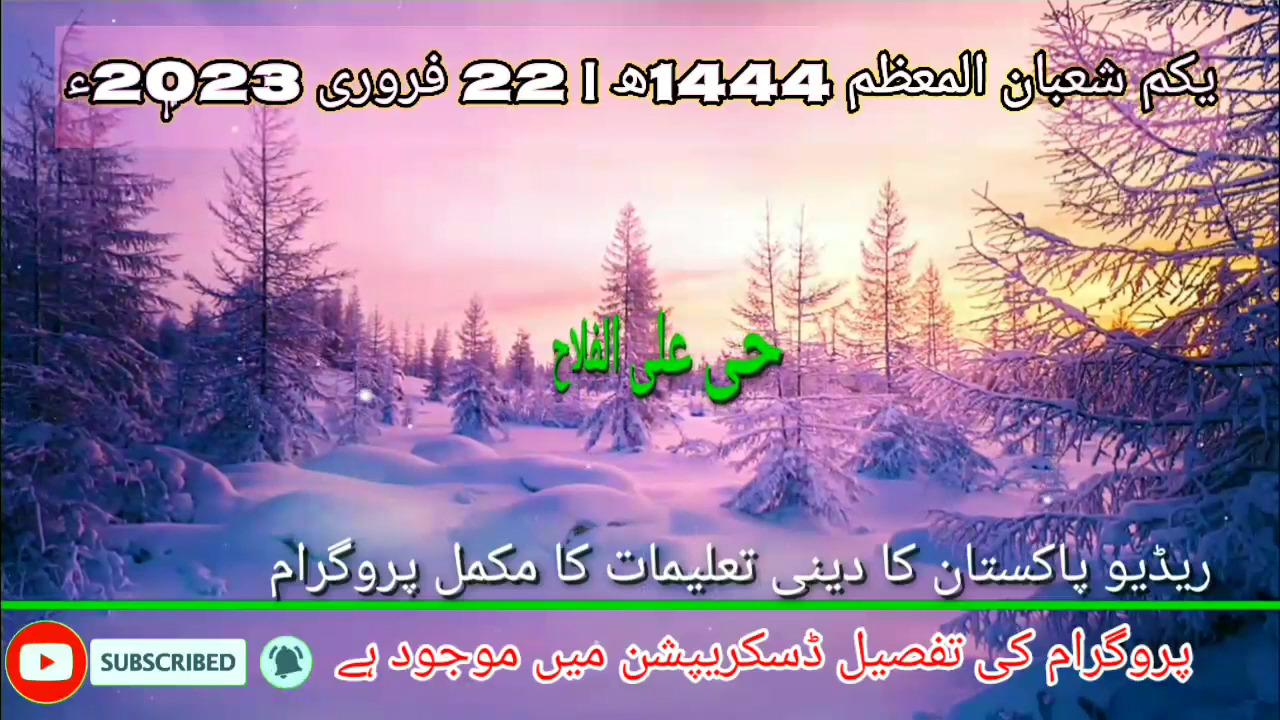 یکم شعبان المعظم 1444ھ | 22 فروری 2023ء
حی علی الفلاح
ریڈیو پاکستان کا دینی تعلیمات کا مکمل پروگرام
پروگرام کی تفصیل ڈسکرپشن میں موجود ہے
SUBSCRIBED